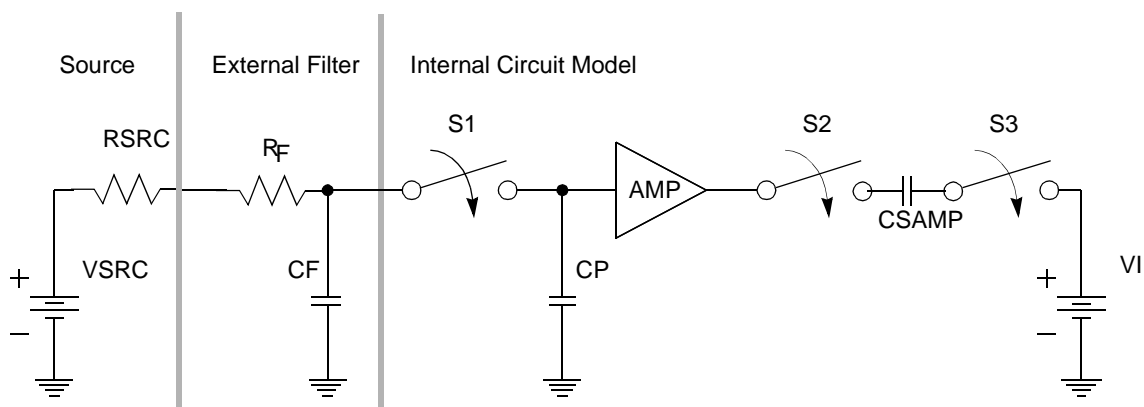 Source External Filter Internal Circuit Model
S1 S2 S3
RSRC RF
AMP
CSAMP
VSRC CF CP VI
+ +
– –